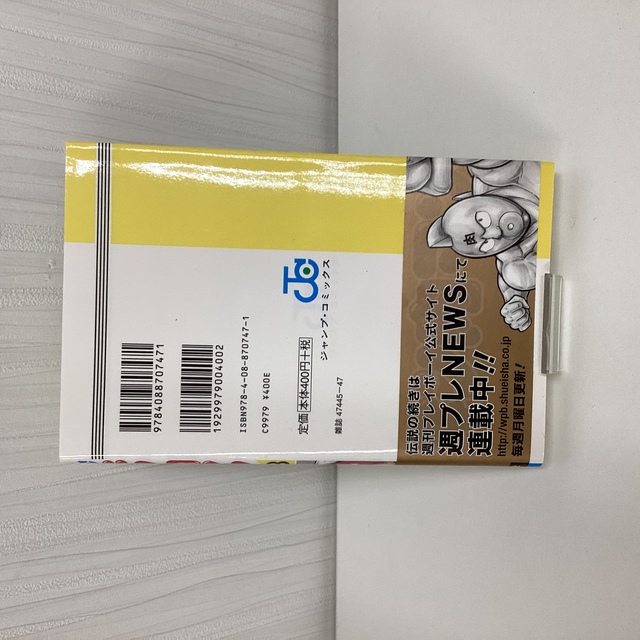 9784088707471
1929979004002
ISBN978-4-08-870747-1
C9979 ¥400E
定価 本体400円+税
雑誌 47445-47
JC
ジャンプ・コミックス
肉
伝説の続きは
週刊プレイボーイ公式サイト
週プレNEWSにて
連載中!!
http://wpb.shueisha.co.jp
毎週月曜日更新!